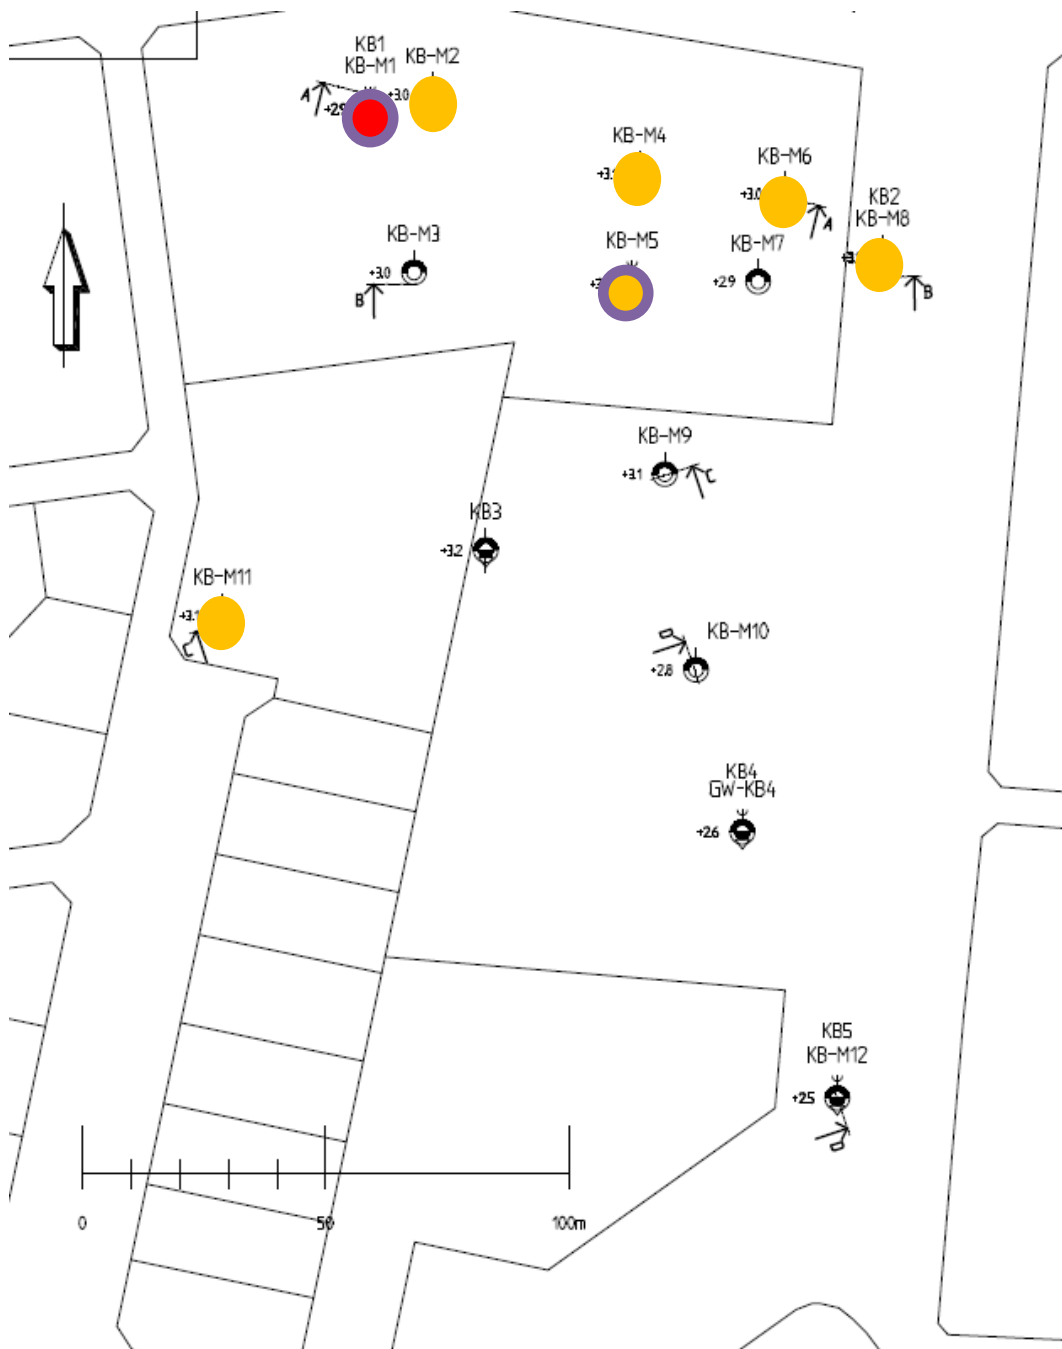 KB1
KB-M1
KB-M2
A
+3.0
KB-M4
KB-M6
+3.0
A
KB2
KB-M8
KB-M3
+3.0
B
KB-M5
KB-M7
+2.9
B
KB-M9
+3.1
C
KB3
+3.2
KB-M11
C
D
KB-M10
+2.8
KB4
GW-KB4
+2.6
KB5
KB-M12
+2.5
D
0
50
100m